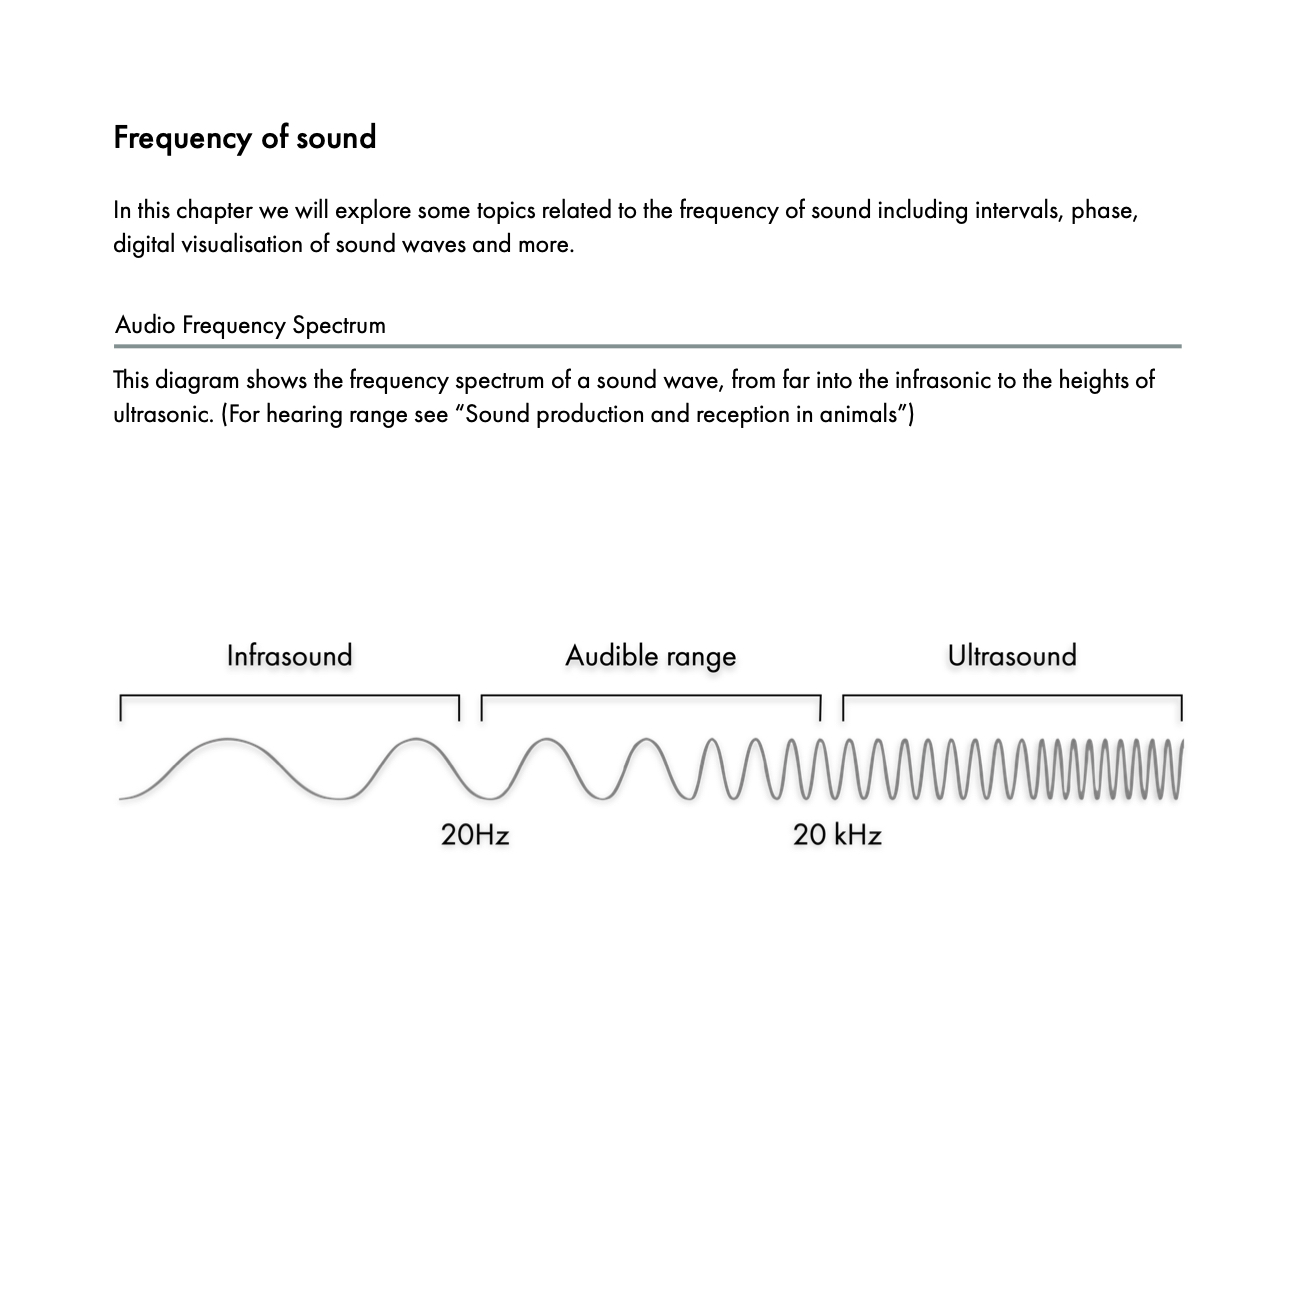 Frequency of sound
In this chapter we will explore some topics related to the frequency of sound including intervals, phase,
digital visualisation of sound waves and more.
Audio Frequency Spectrum
This diagram shows the frequency spectrum of a sound wave, from far into the infrasonic to the heights of
ultrasonic. (For hearing range see “Sound production and reception in animals”)
Infrasound Audible range Ultrasound
20Hz 20 kHz